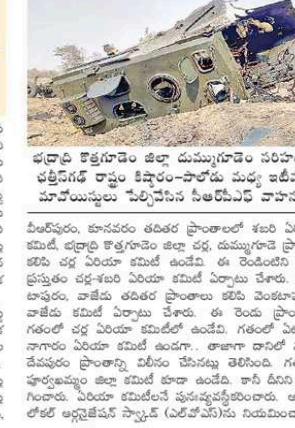 భద్రాద్రి కొత్తగూడెం జిల్లా దుమ్ముగూడెం సరిహ
ఛత్తీస్‌గఢ్ రాష్ట్రం కిష్టారం-పాలోడు మధ్య ఇటీవ
మావోయిస్టులు పేల్చివేసిన సీఆర్‌పీఎఫ్ వాహన
వీఆర్‌పురం, కూనవరం తదితర ప్రాంతాలలో శబరి ఏ
కమిటీ, భద్రాద్రి కొత్తగూడెం జిల్లా చర్ల, దుమ్ముగూడె ప్రా
కలిపి చర్ల ఏరియా కమిటీ ఉండేవి. ఈ రెండింటిని
ప్రస్తుతం చర్ల-శబరి ఏరియా కమిటీ ఏర్పాటు చేశారు.
టాపురం, వాజేడు తదితర ప్రాంతాలు కలిపి వెంకటాప
వాజేడు కమిటీ ఏర్పాటు చేశారు. ఈ రెండు ప్రాం
గతంలో చర్ల ఏరియా కమిటీలో ఉండేవి. గతంలో ఏ
నాగారం ఏరియా కమిటీ ఉండగా.. తాజాగా దానిలో
దేవపురం ప్రాంతాన్ని విలీనం చేసినట్లు తెలిసింది. గ
పూర్వఖమ్మం జిల్లా కమిటీ కూడా ఉండేది. కానీ దీనిని
గించారు. ఏరియా కమిటీలనే పునఃవ్యవస్థీకరించారు. అ
లోకల్ ఆర్గనైజేషన్ స్క్వాడ్ (ఎల్‌వోఎస్)ను నియమించా